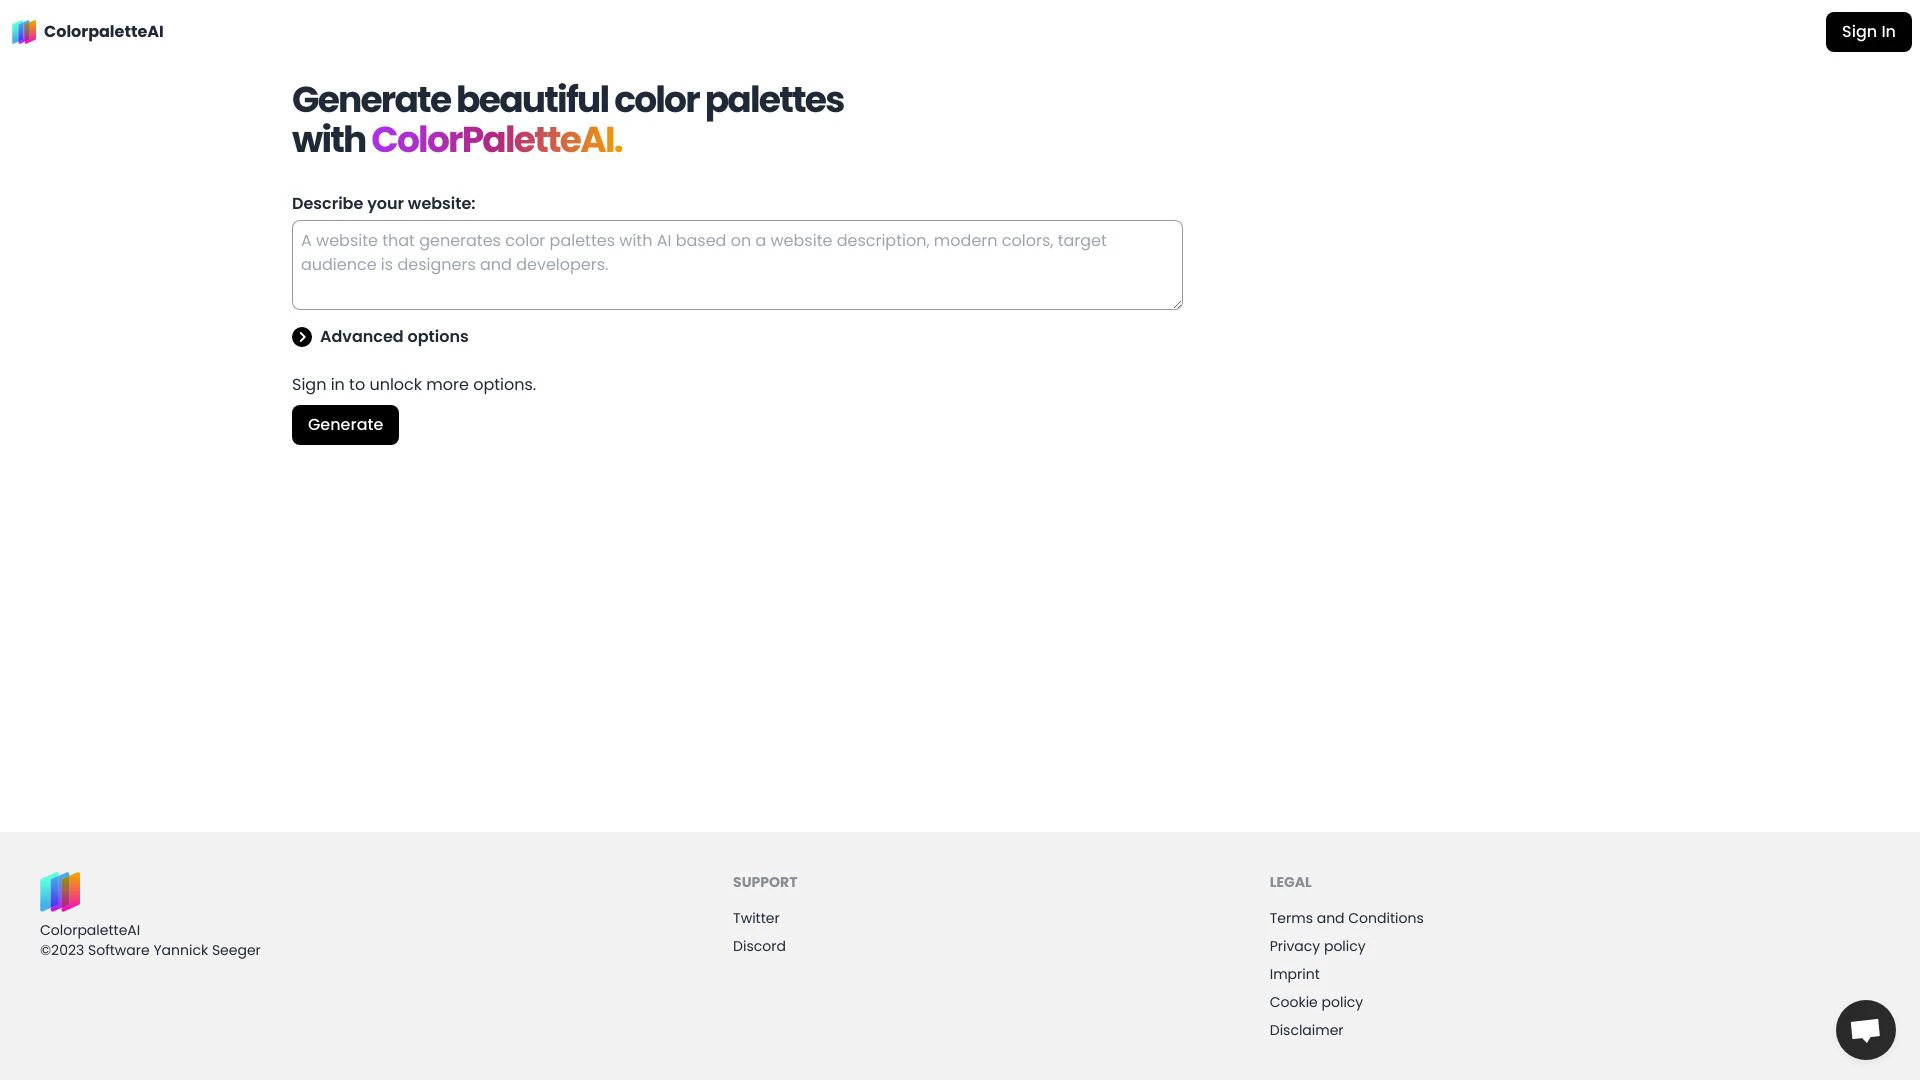 ColorpaletteAI
Sign In
Generate beautiful color palettes
with ColorPaletteAI.
Describe your website:
A website that generates color palettes with AI based on a website description, modern colors, target
audience is designers and developers.
Advanced options
Sign in to unlock more options.
Generate
ColorpaletteAI
©2023 Software Yannick Seeger
SUPPORT
Twitter
Discord
LEGAL
Terms and Conditions
Privacy policy
Imprint
Cookie policy
Disclaimer